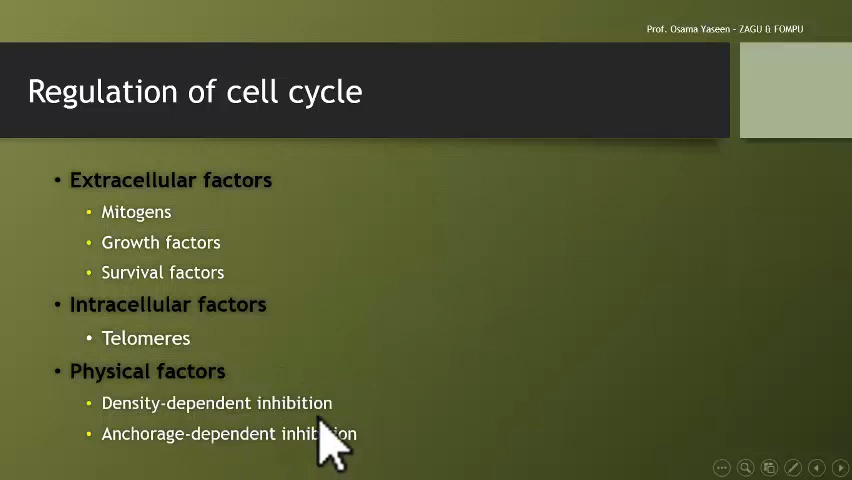 Prof. Osama Yaseen – ZAGU & FOMPU
Regulation of cell cycle
• Extracellular factors
• Mitogens
• Growth factors
• Survival factors
• Intracellular factors
• Telomeres
• Physical factors
• Density-dependent inhibition
• Anchorage-dependent inhibition